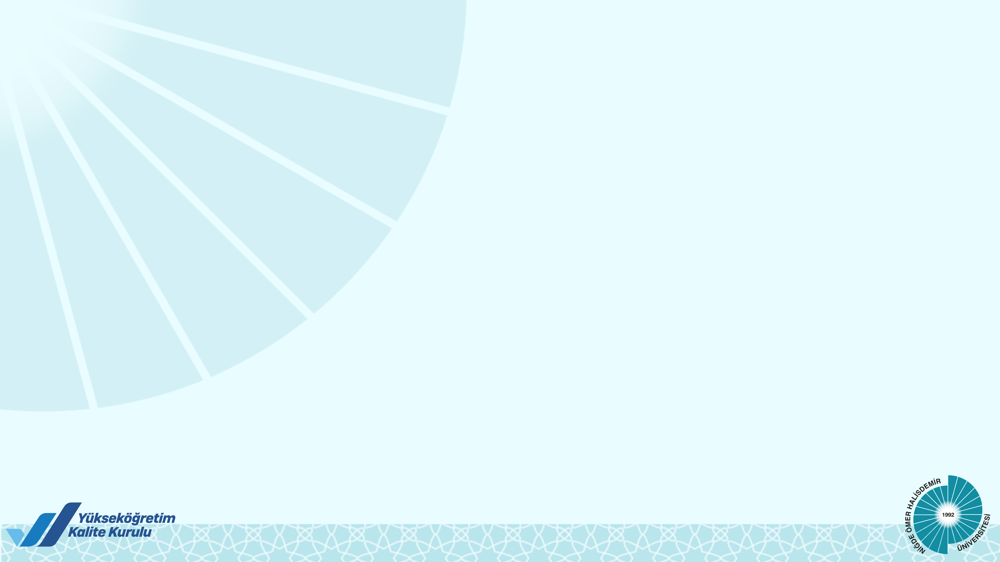 Yükseköğretim
Kalite Kurulu
NİĞDE ÖMER HALİSDEMİR
ÜNİVERSİTESİ
1992